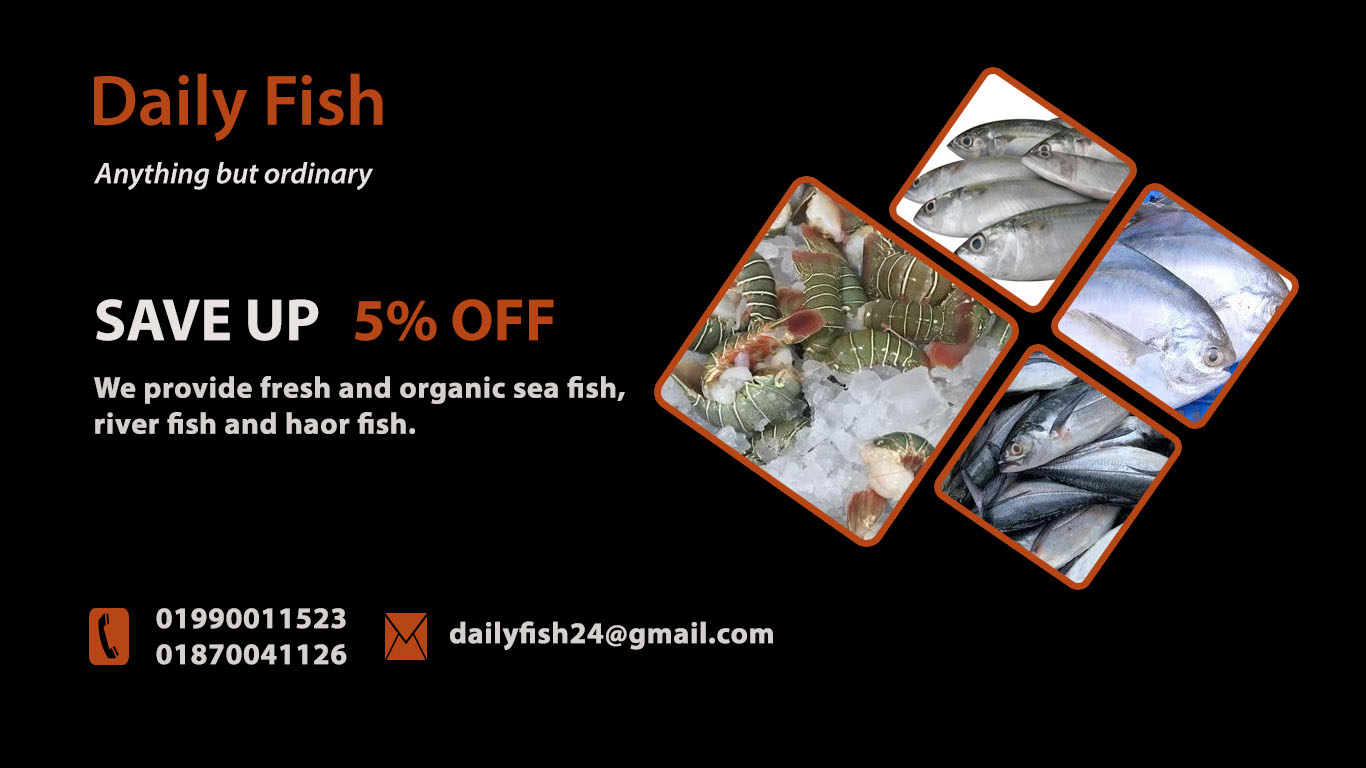 Daily Fish
Anything but ordinary
SAVE UP 5% OFF
We provide fresh and organic sea fish,
river fish and haor fish.
01990011523
01870041126
dailyfish24@gmail.com